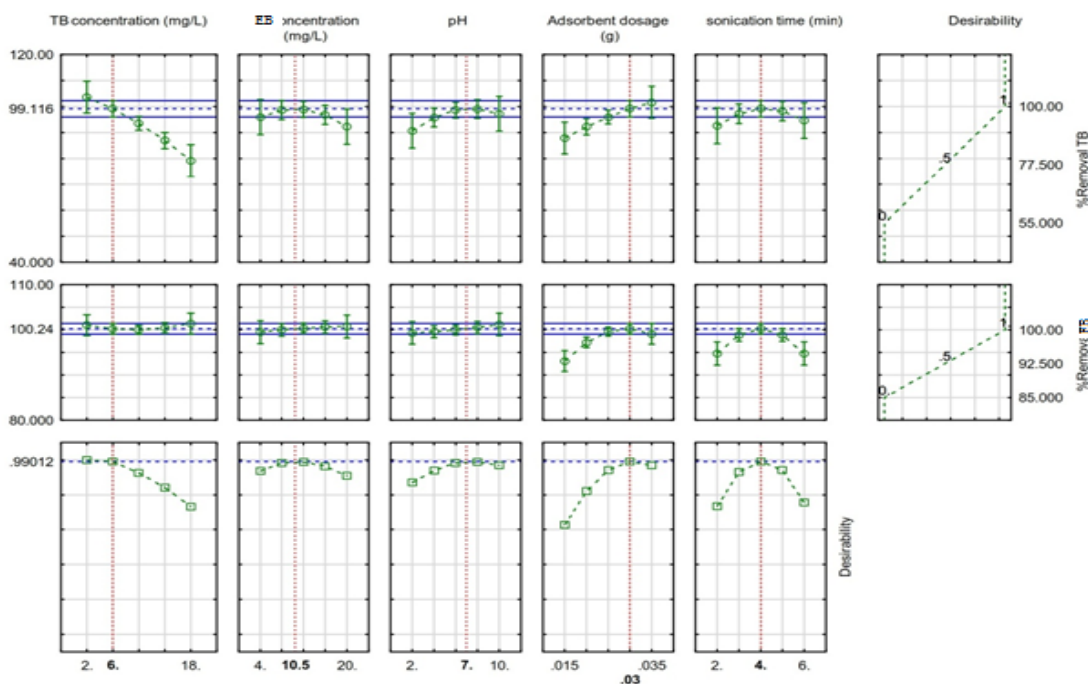 TB concentration (mg/L)
EB concentration
(mg/L)
pH
Adsorbent dosage
(g)
sonication time (min)
Desirability
120.00
99.116
40.000
0.
.5
1.
100.00
77.500
55.000
%Removal TB
110.00
100.24
80.000
0.
.5
1.
100.00
92.500
85.000
%Remova EB
.99012
Desirability
2. 6. 18.
4. 10.5 20.
2. 7. 10.
.015 .035
.03
2. 4. 6.